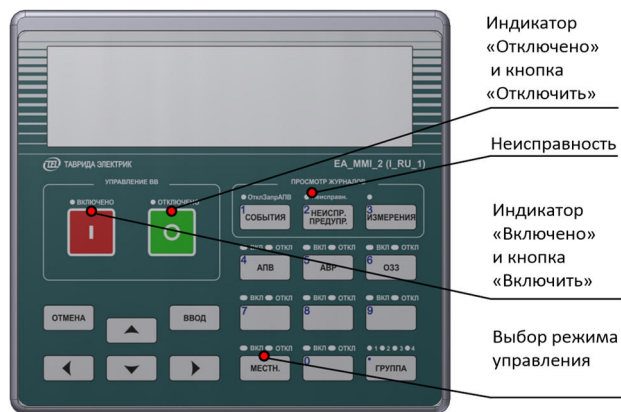 Индикатор
«Отключено»
и кнопка
«Отключить»
Неисправность
Индикатор
«Включено»
и кнопка
«Включить»
Выбор режима
управления
TEL ТАВРИДА ЭЛЕКТРИК
EA_MMI_2 (I_RU_1)
УПРАВЛЕНИЕ ВВ
ВКЛЮЧЕНО ОТКЛЮЧЕНО
I O
ПРОСМОТР ЖУРНАЛОВ
ОтклЗапрАПВ Неисправн.
1 СОБЫТИЯ
2 НЕИСПР.
ПРЕДУПР.
3 ИЗМЕРЕНИЯ
ВКЛ ОТКЛ ВКЛ ОТКЛ ВКЛ ОТКЛ
4 АПВ 5 АВР 6 ОЗЗ
ВКЛ ОТКЛ ВКЛ ОТКЛ ВКЛ ОТКЛ
7 8 9
ВКЛ ОТКЛ ВКЛ ОТКЛ 1 2 3 4
МЕСТН. 0 * ГРУППА
ОТМЕНА ВВОД